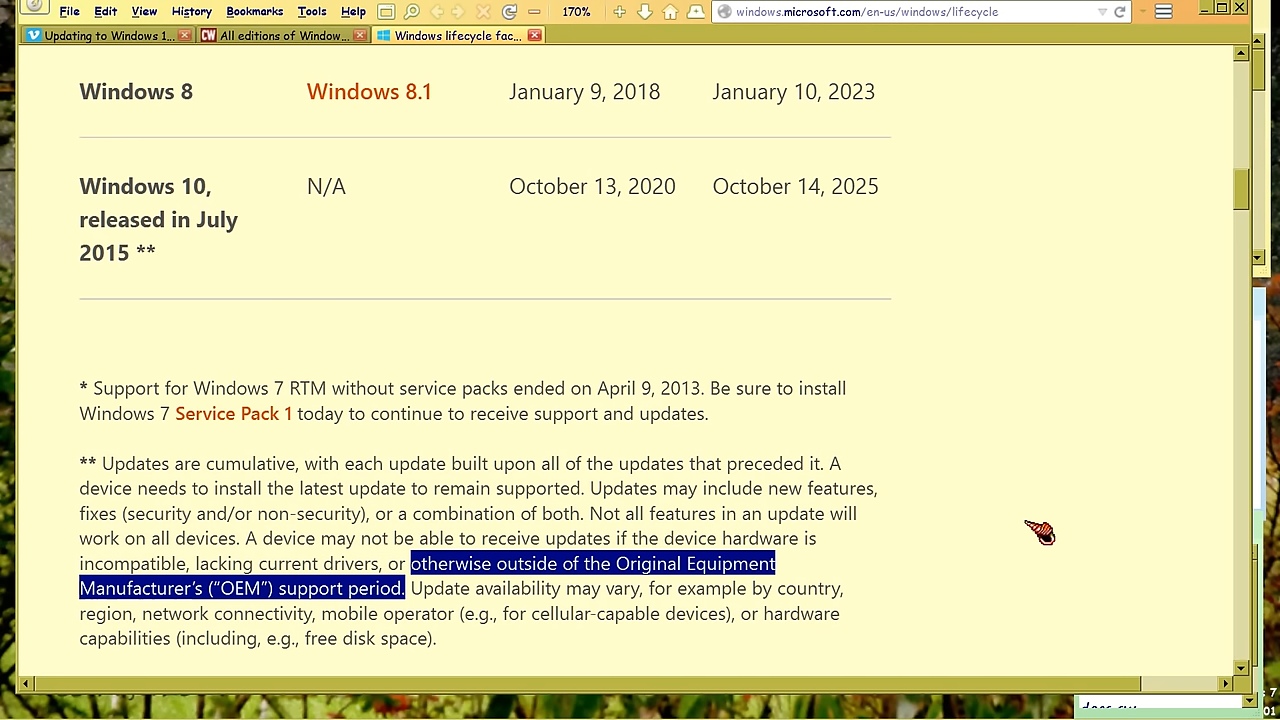 File Edit View History Bookmarks Tools Help 170% windows.microsoft.com/en-us/windows/lifecycle
Updating to Windows 1... All editions of Window... Windows lifecycle fac...
Windows 8 Windows 8.1 January 9, 2018 January 10, 2023
Windows 10, N/A October 13, 2020 October 14, 2025
released in July
2015 **
* Support for Windows 7 RTM without service packs ended on April 9, 2013. Be sure to install
Windows 7 Service Pack 1 today to continue to receive support and updates.
** Updates are cumulative, with each update built upon all of the updates that preceded it. A
device needs to install the latest update to remain supported. Updates may include new features,
fixes (security and/or non-security), or a combination of both. Not all features in an update will
work on all devices. A device may not be able to receive updates if the device hardware is
incompatible, lacking current drivers, or otherwise outside of the Original Equipment
Manufacturer's (“OEM”) support period. Update availability may vary, for example by country,
region, network connectivity, mobile operator (e.g., for cellular-capable devices), or hardware
capabilities (including, e.g., free disk space).